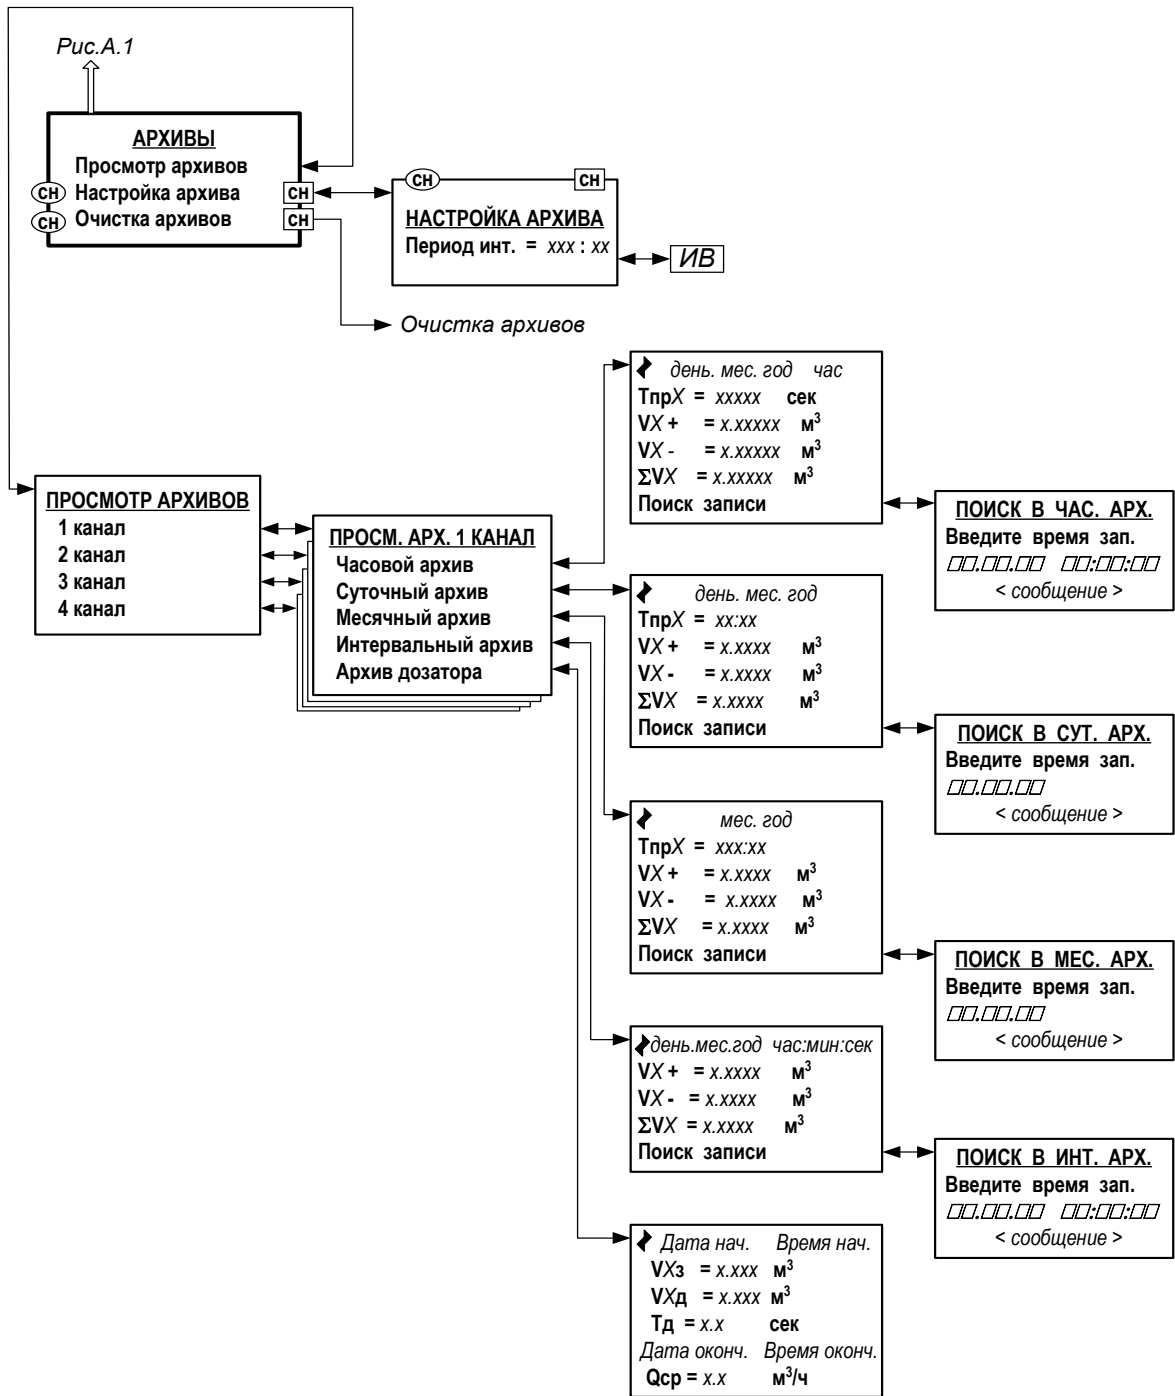 Рис.А.1
АРХИВЫ
Просмотр архивов
СН Настройка архива СН
СН Очистка архивов СН
СН СН
НАСТРОЙКА АРХИВА
Период инт. = xxx : xx
ИВ
Очистка архивов
ПРОСМОТР АРХИВОВ
1 канал
2 канал
3 канал
4 канал
ПРОСМ. АРХ. 1 КАНАЛ
Часовой архив
Суточный архив
Месячный архив
Интервальный архив
Архив дозатора
день. мес. год час
ТпрX = xxxxx сек
VX + = x.xxxxx м³
VX - = x.xxxxx м³
ΣVX = x.xxxxx м³
Поиск записи
ПОИСК В ЧАС. АРХ.
Введите время зап.
00.00.00 00:00:00
< сообщение >
день. мес. год
ТпрX = xx:xx
VX + = x.xxxx м³
VX - = x.xxxx м³
ΣVX = x.xxxx м³
Поиск записи
ПОИСК В СУТ. АРХ.
Введите время зап.
00.00.00
< сообщение >
мес. год
ТпрX = xxx:xx
VX + = x.xxxx м³
VX - = x.xxxx м³
ΣVX = x.xxxx м³
Поиск записи
ПОИСК В МЕС. АРХ.
Введите время зап.
00.00.00
< сообщение >
день.мес.год час:мин:сек
VX + = x.xxxx м³
VX - = x.xxxx м³
ΣVX = x.xxxx м³
Поиск записи
ПОИСК В ИНТ. АРХ.
Введите время зап.
00.00.00 00:00:00
< сообщение >
Дата нач. Время нач.
VXз = x.xxx м³
VXд = x.xxx м³
Тд = x.x сек
Дата оконч. Время оконч.
Qср = x.x м³/ч